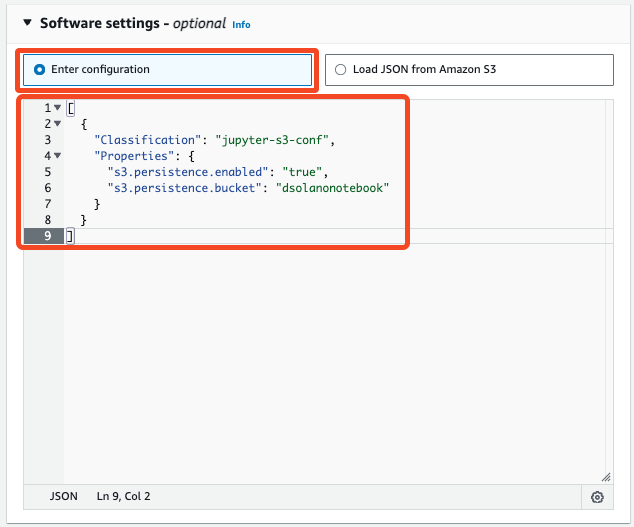 Software settings - optional Info
Enter configuration
Load JSON from Amazon S3
1 [
2 {
3 "Classification": "jupyter-s3-conf",
4 "Properties": {
5 "s3.persistence.enabled": "true",
6 "s3.persistence.bucket": "dsolanonotebook"
7 }
8 }
9 ]
JSON Ln 9, Col 2